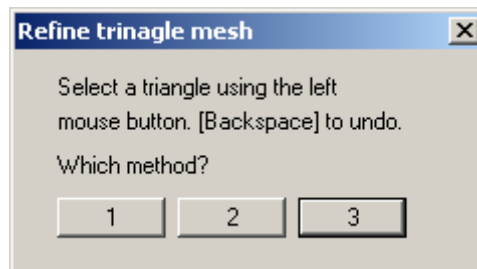 Refine trinagle mesh
Select a triangle using the left
mouse button. [Backspace] to undo.
Which method?
1 2 3